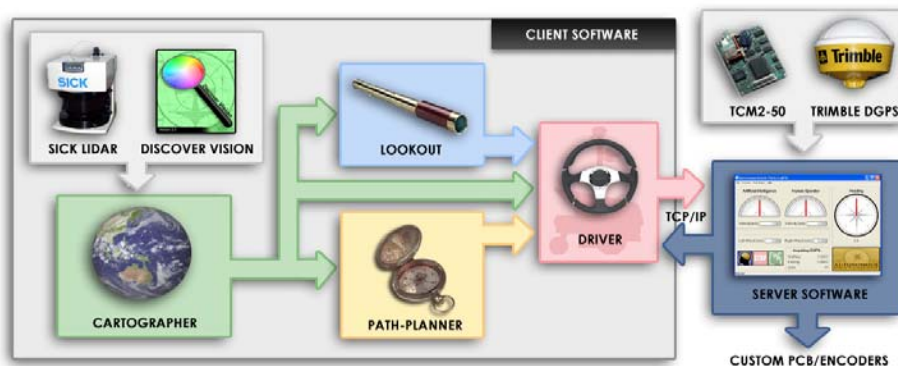 CLIENT SOFTWARE
SICK
SICK LIDAR
DISCOVER VISION
LOOKOUT
CARTOGRAPHER
PATH-PLANNER
DRIVER
TCP/IP
Trimble
TCM2-50
TRIMBLE DGPS
SERVER SOFTWARE
CUSTOM PCB/ENCODERS